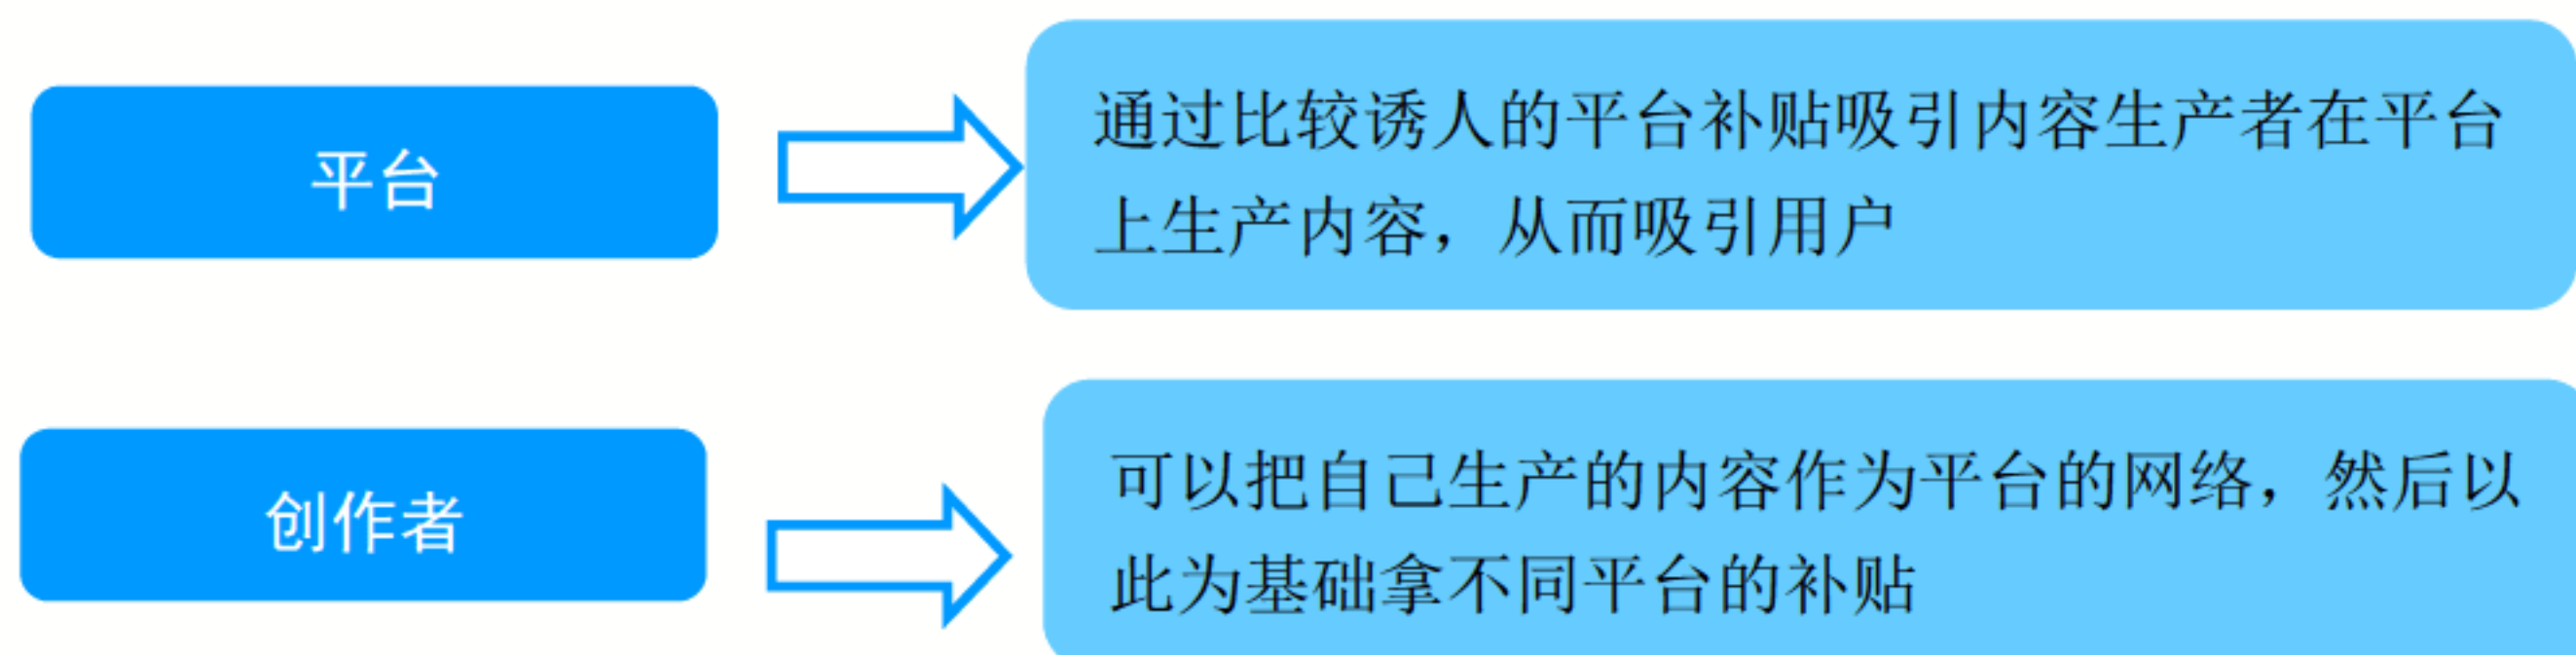 平台
通过比较诱人的平台补贴吸引内容生产者在平台
上生产内容，从而吸引用户
创作者
可以把自己生产的内容作为平台的网络，然后以
此为基础拿不同平台的补贴